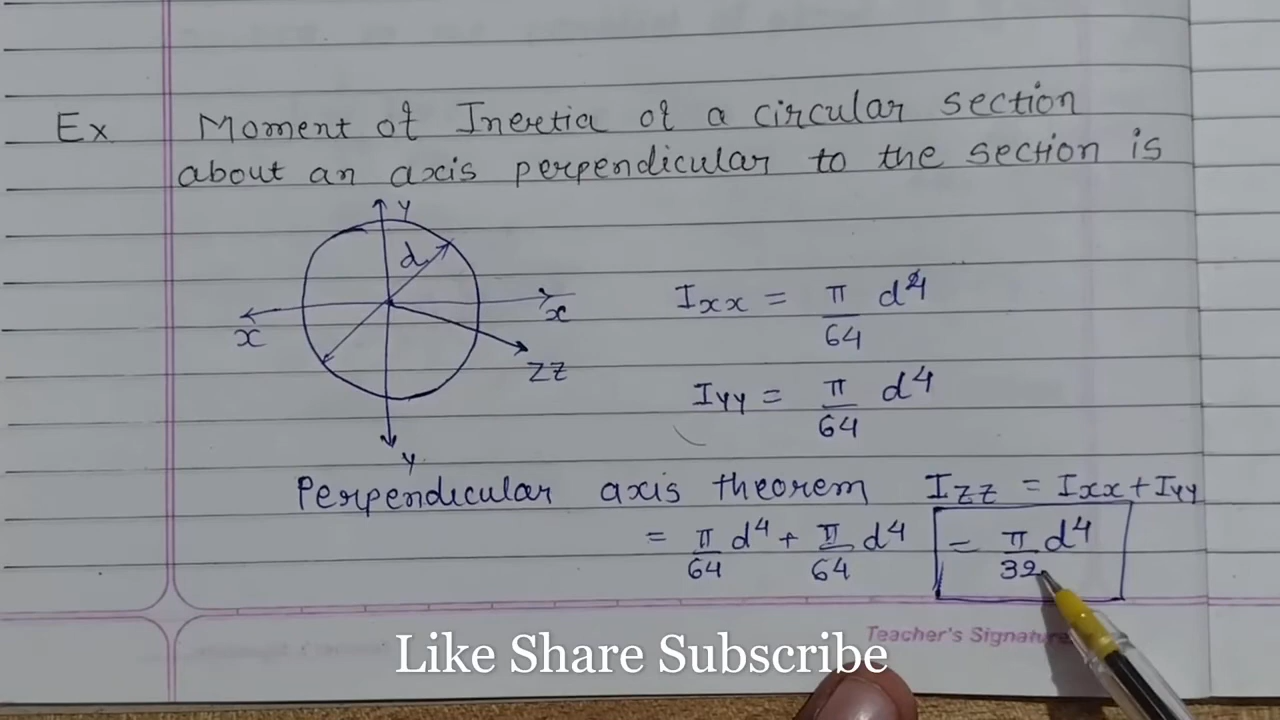 Ex Moment of Inertia of a circular section
about an axis perpendicular to the section is
Y
d
x
x
ZZ
Y
Ixx = π/64 d⁴
Iyy = π/64 d⁴
Perpendicular axis theorem Izz = Ixx + Iyy
= π/64 d⁴ + π/64 d⁴ = π/32 d⁴
Teacher's Signature
Like Share Subscribe